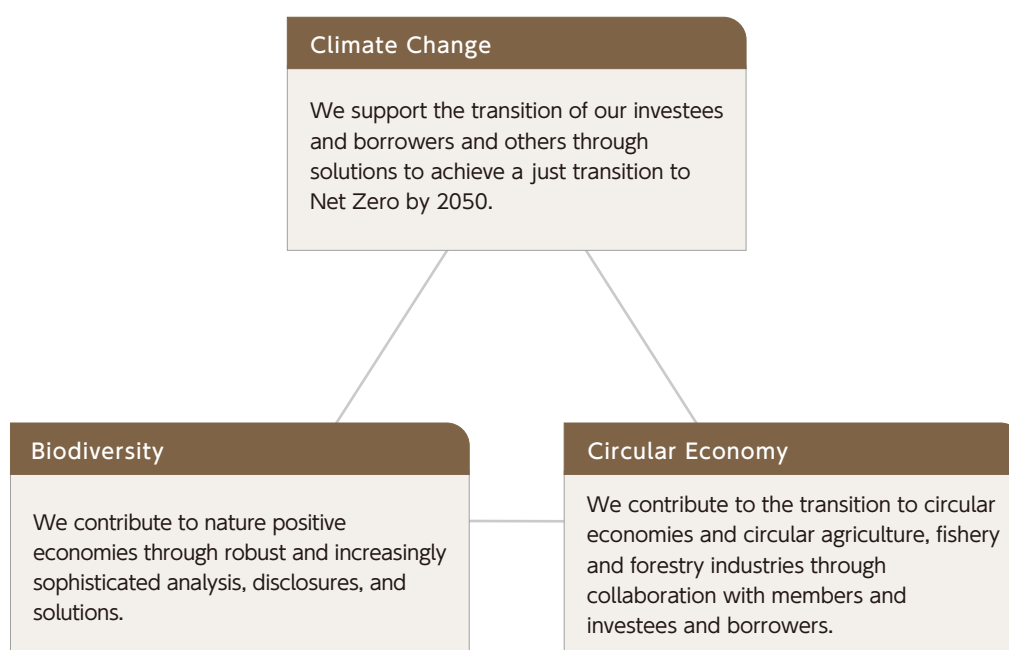 Climate Change
We support the transition of our investees
and borrowers and others through
solutions to achieve a just transition to
Net Zero by 2050.
Biodiversity
We contribute to nature positive
economies through robust and increasingly
sophisticated analysis, disclosures, and
solutions.
Circular Economy
We contribute to the transition to circular
economies and circular agriculture, fishery
and forestry industries through
collaboration with members and
investees and borrowers.